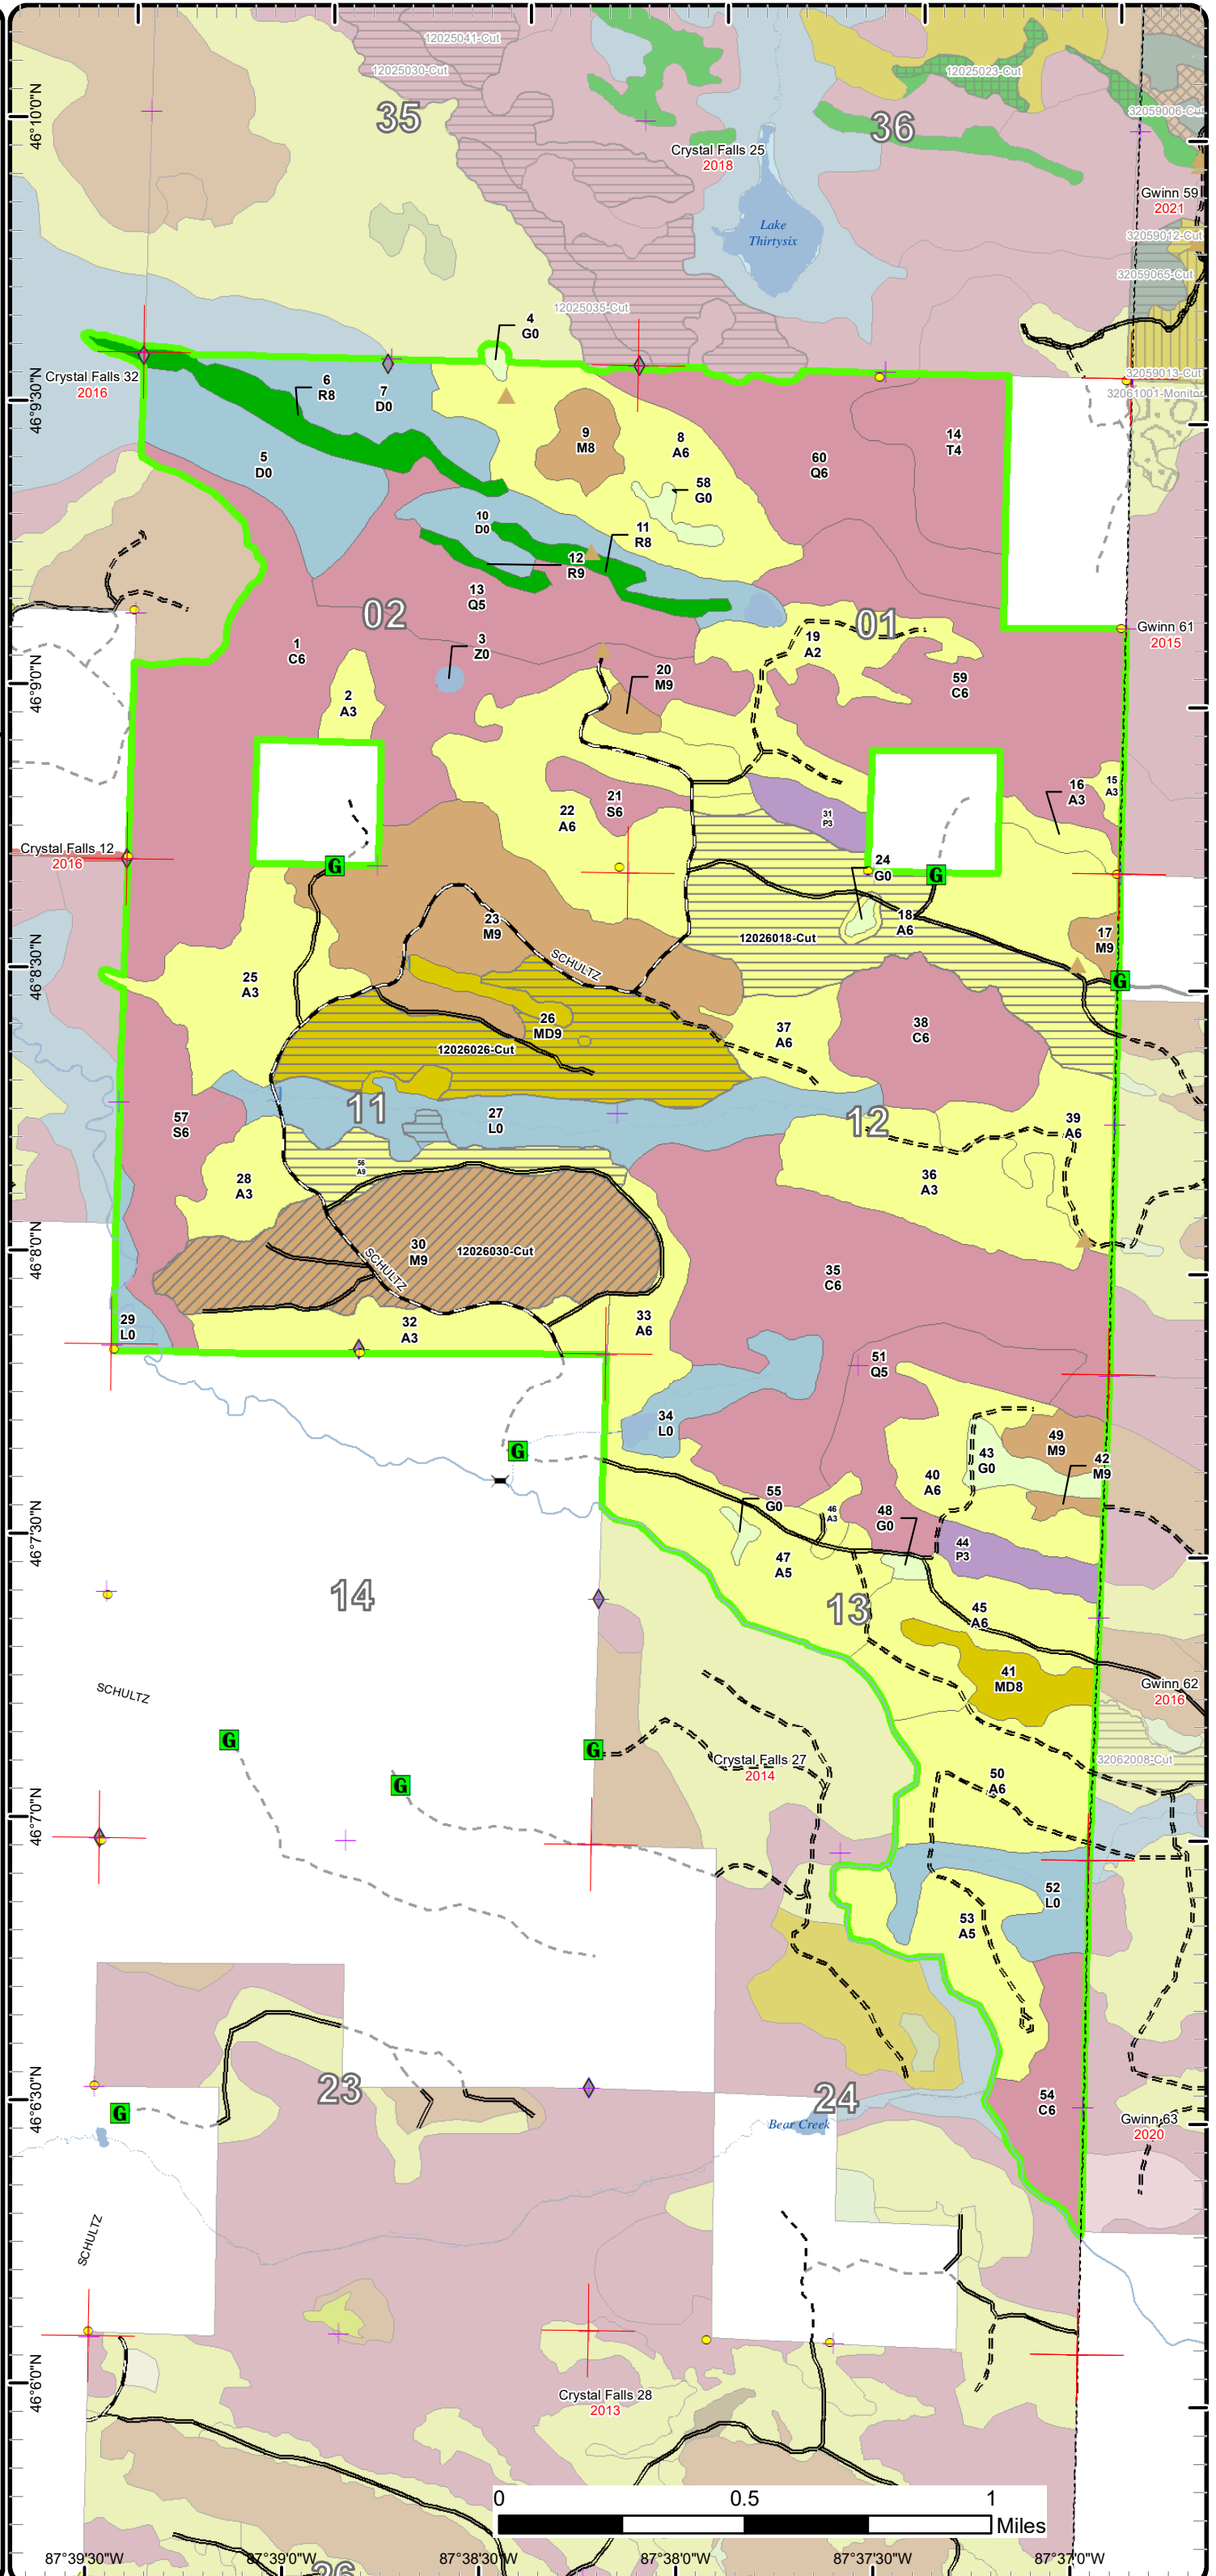 12025041-Cut
12025030-Cut
12025023-Cut
46°10'0"N
35
36
32059006-Cut
Crystal Falls 25
2018
Gwinn 59
2021
Lake
Thirtysix
32059012-Cut
32059065-Cut
12025035-Cut
4
G0
Crystal Falls 32
2016
32059013-Cut
32061001-Monitor
46°9'30"N
6
R8
7
D0
9
M8
8
A6
14
T4
60
Q6
5
D0
58
G0
10
D0
11
R8
12
R9
13
Q5
02
01
Gwinn 61
2015
19
A2
1
C6
3
Z0
20
M9
59
C6
46°9'0"N
2
A3
16
A3
15
A3
21
S6
22
A6
31
P3
Crystal Falls 12
2016
G
24
G0
G
23
M9
18
A6
12026018-Cut
17
M9
SCHULTZ
46°8'30"N
25
A3
G
26
MD9
37
A6
38
C6
12026026-Cut
11
27
L0
12
57
S6
39
A6
56
A9
28
A3
36
A3
30
M9
12026030-Cut
46°8'0"N
SCHULTZ
35
C6
29
L0
32
A3
33
A6
51
Q5
34
L0
49
M9
43
G0
42
M9
G
40
A6
55
G0
46
A3
48
G0
46°7'30"N
44
P3
47
A5
14
13
45
A6
41
MD8
SCHULTZ
Gwinn 62
2016
G
G
Crystal Falls 27
2014
32062008-Cut
50
A6
G
46°7'0"N
52
L0
53
A5
23
24
46°6'30"N
54
C6
G
Bear Creek
Gwinn 63
2020
SCHULTZ
46°6'0"N
Crystal Falls 28
2013
0 0.5 1
Miles
87°39'30"W 87°39'0"W 87°38'30"W 87°38'0"W 87°37'30"W 87°37'0"W
26